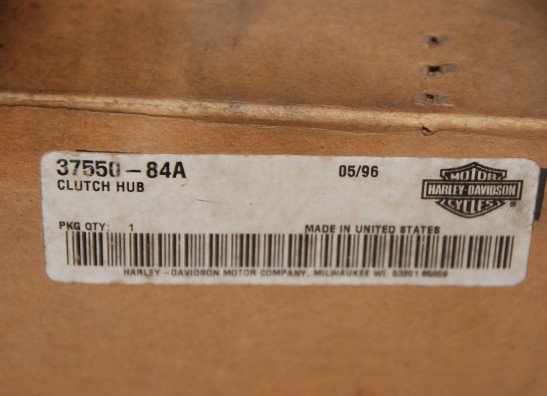 37550-84A 05/96
CLUTCH HUB
MOTOR
HARLEY-DAVIDSON
CYCLES
®
PKG QTY: 1 MADE IN UNITED STATES
HARLEY-DAVIDSON MOTOR COMPANY, MILWAUKEE WI. 53201